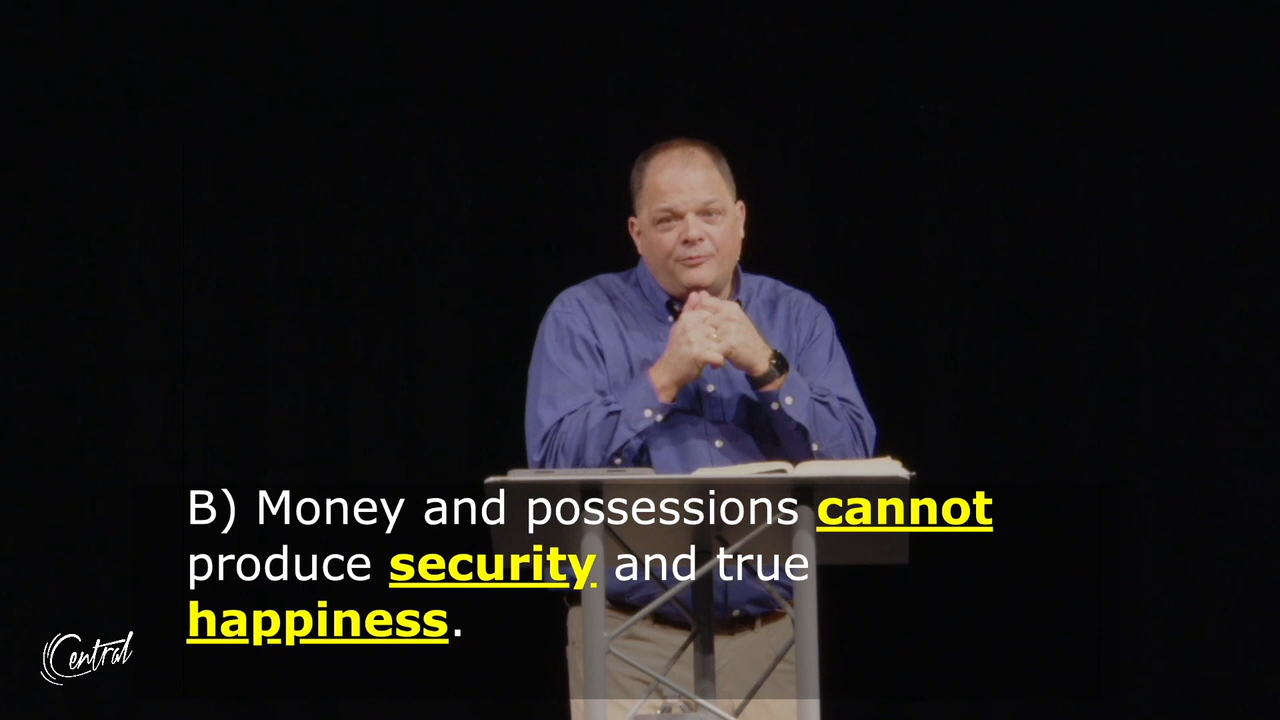 B) Money and possessions cannot
produce security and true
happiness.
Central